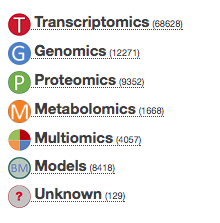 T Transcriptomics (68628)
G Genomics (12271)
P Proteomics (9352)
M Metabolomics (1668)
Multiomics (4057)
BM Models (8418)
? Unknown (129)